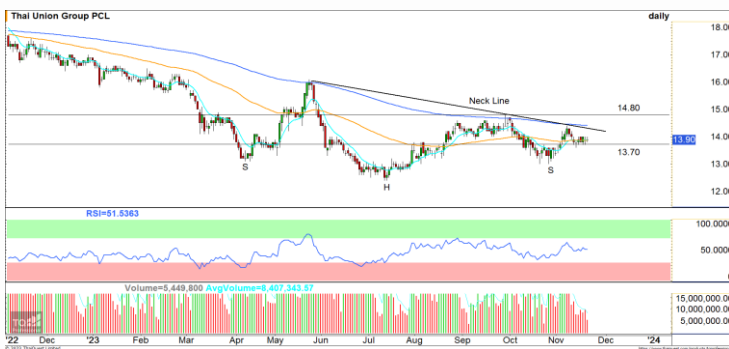 Thai Union Group PCL daily
18.00
17.00
16.00
15.00
14.00
13.00
12.00
Neck Line
14.80
13.90
13.70
S
H
S
RSI=51.5363
100.0000
50.0000
Volume=5,449,800 AvgVolume=8,407,343.57
15,000,000.00
10,000,000.00
5,000,000.00
'22 Dec '23 Feb Mar Apr May Jun Jul Aug Sep Oct Nov Dec '24